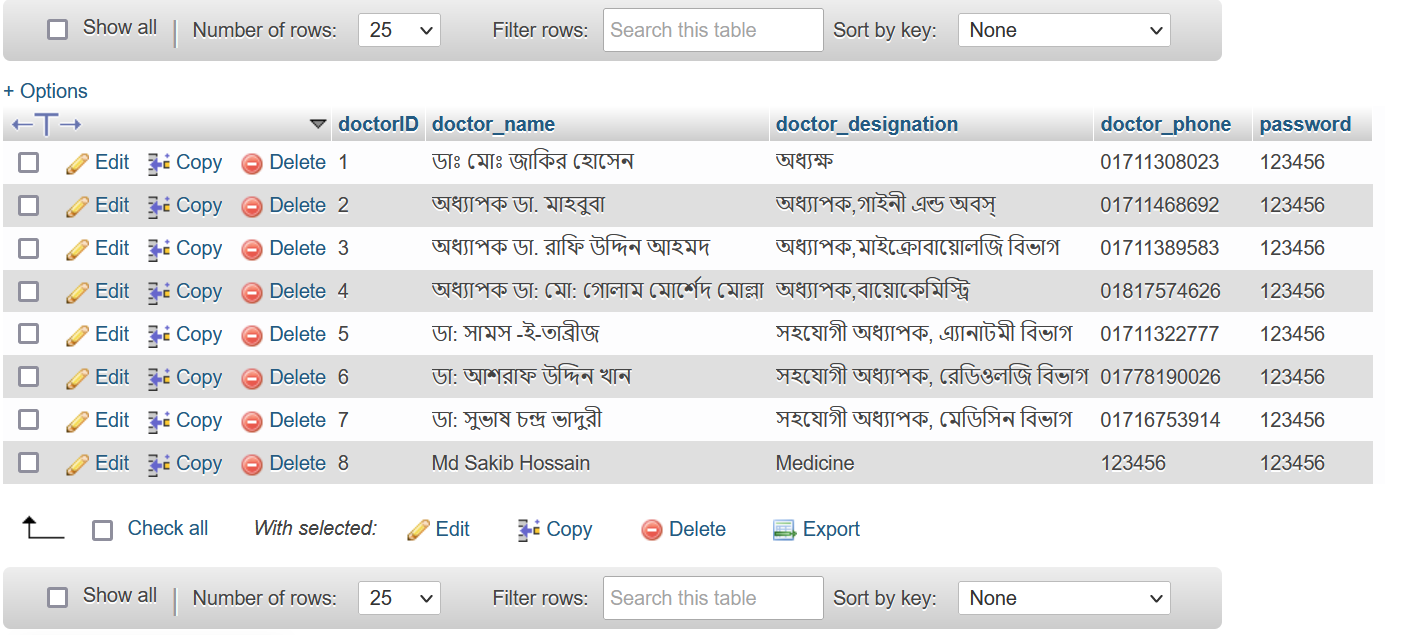 Show all Number of rows: 25 Filter rows: Search this table Sort by key: None
+ Options
doctorID doctor_name doctor_designation doctor_phone password
Edit Copy Delete 1 ডাঃ মোঃ জাকির হোসেন অধ্যক্ষ 01711308023 123456
Edit Copy Delete 2 অধ্যাপক ডা. মাহবুবা অধ্যাপক,গাইনী এন্ড অবস্ 01711468692 123456
Edit Copy Delete 3 অধ্যাপক ডা. রাফি উদ্দিন আহমদ অধ্যাপক,মাইক্রোবায়োলজি বিভাগ 01711389583 123456
Edit Copy Delete 4 অধ্যাপক ডা: মো: গোলাম মোর্শেদ মোল্লা অধ্যাপক,বায়োকেমিস্ট্রি 01817574626 123456
Edit Copy Delete 5 ডা: সামস -ই-তাব্রীজ সহযোগী অধ্যাপক, এ্যানাটমী বিভাগ 01711322777 123456
Edit Copy Delete 6 ডা: আশরাফ উদ্দিন খান সহযোগী অধ্যাপক, রেডিওলজি বিভাগ 01778190026 123456
Edit Copy Delete 7 ডা: সুভাষ চন্দ্র ভাদুরী সহযোগী অধ্যাপক, মেডিসিন বিভাগ 01716753914 123456
Edit Copy Delete 8 Md Sakib Hossain Medicine 123456 123456
Check all With selected: Edit Copy Delete Export
Show all Number of rows: 25 Filter rows: Search this table Sort by key: None